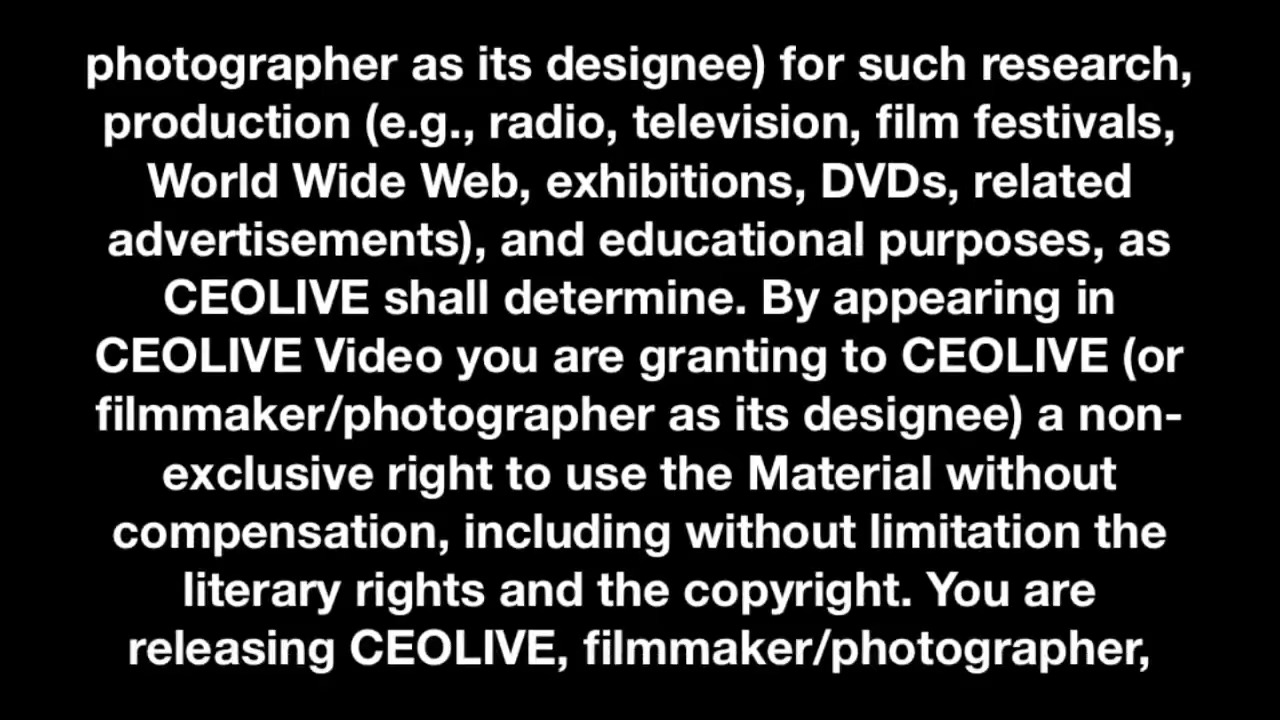 photographer as its designee) for such research,
production (e.g., radio, television, film festivals,
World Wide Web, exhibitions, DVDs, related
advertisements), and educational purposes, as
CEOLIVE shall determine. By appearing in
CEOLIVE Video you are granting to CEOLIVE (or
filmmaker/photographer as its designee) a non-
exclusive right to use the Material without
compensation, including without limitation the
literary rights and the copyright. You are
releasing CEOLIVE, filmmaker/photographer,